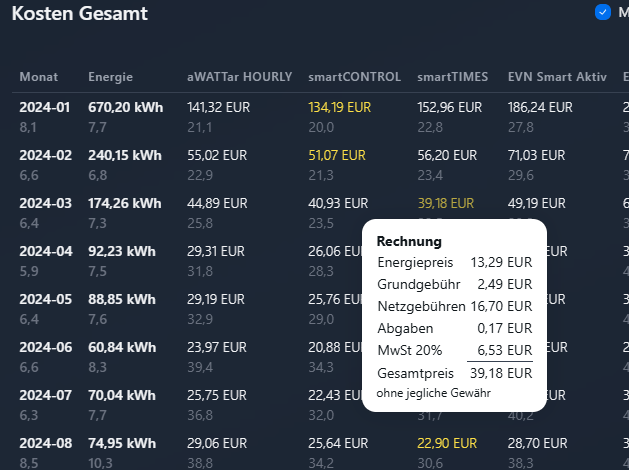 Kosten Gesamt
M
Monat Energie aWATTar HOURLY smartCONTROL smartTIMES EVN Smart Aktiv E
2024-01 670,20 kWh 141,32 EUR 134,19 EUR 152,96 EUR 186,24 EUR 2
8,1 7,7 21,1 20,0 22,8 27,8
2024-02 240,15 kWh 55,02 EUR 51,07 EUR 56,20 EUR 71,03 EUR 7
6,6 6,8 22,9 21,3 23,4 29,6
2024-03 174,26 kWh 44,89 EUR 40,93 EUR 39,18 EUR 49,19 EUR 6
6,4 7,3 25,8 23,5
2024-04 92,23 kWh 29,31 EUR 26,06 EU
5,9 7,5 31,8 28,3
2024-05 88,85 kWh 29,19 EUR 25,76 EU
6,4 7,6 32,9 29,0
2024-06 60,84 kWh 23,97 EUR 20,88 EU
6,6 8,3 39,4 34,3
2024-07 70,04 kWh 25,75 EUR 22,43 EU
6,3 7,7 36,8 32,0 31,7 40,2
2024-08 74,95 kWh 29,06 EUR 25,64 EUR 22,90 EUR 28,70 EUR 3
8,5 10,3 38,8 34,2 30,6 38,3
Rechnung
Energiepreis 13,29 EUR
Grundgebühr 2,49 EUR
Netzgebühren 16,70 EUR
Abgaben 0,17 EUR
MwSt 20% 6,53 EUR
Gesamtpreis 39,18 EUR
ohne jegliche Gewähr